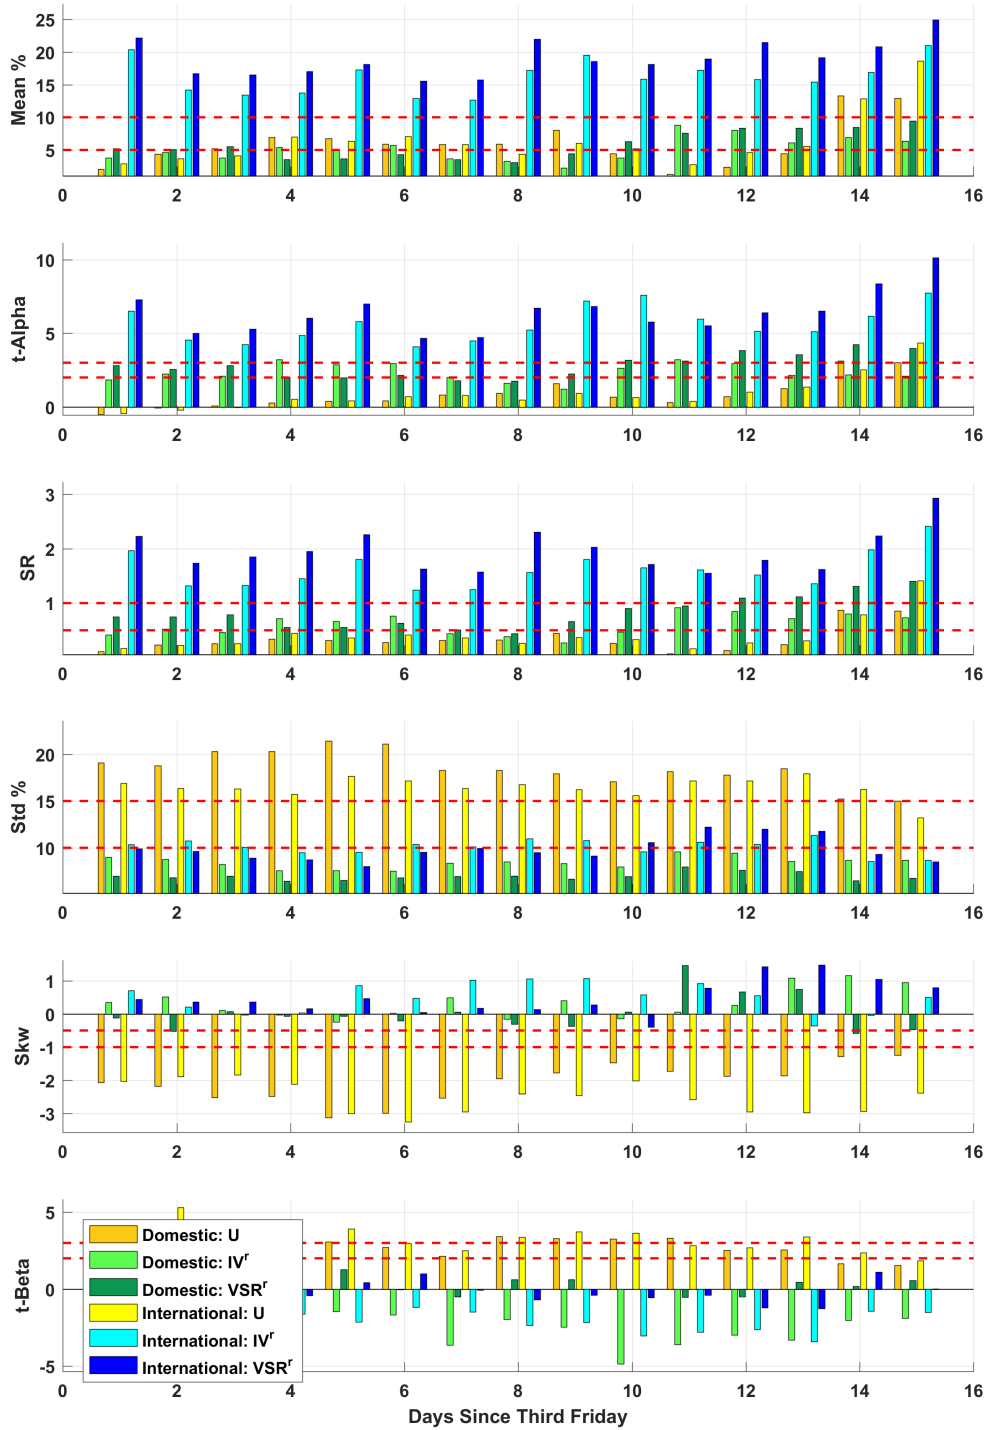 25
20
15
10
5
Mean %
0 2 4 6 8 10 12 14 16
10
5
0
t-Alpha
0 2 4 6 8 10 12 14 16
3
2
1
SR
0 2 4 6 8 10 12 14 16
20
15
10
Std %
0 2 4 6 8 10 12 14 16
1
0
-1
-2
-3
Skw
0 2 4 6 8 10 12 14 16
5
0
-5
t-Beta
Domestic: U
Domestic: IV^r
Domestic: VSR^r
International: U
International: IV^r
International: VSR^r
0 2 4 6 8 10 12 14 16
Days Since Third Friday